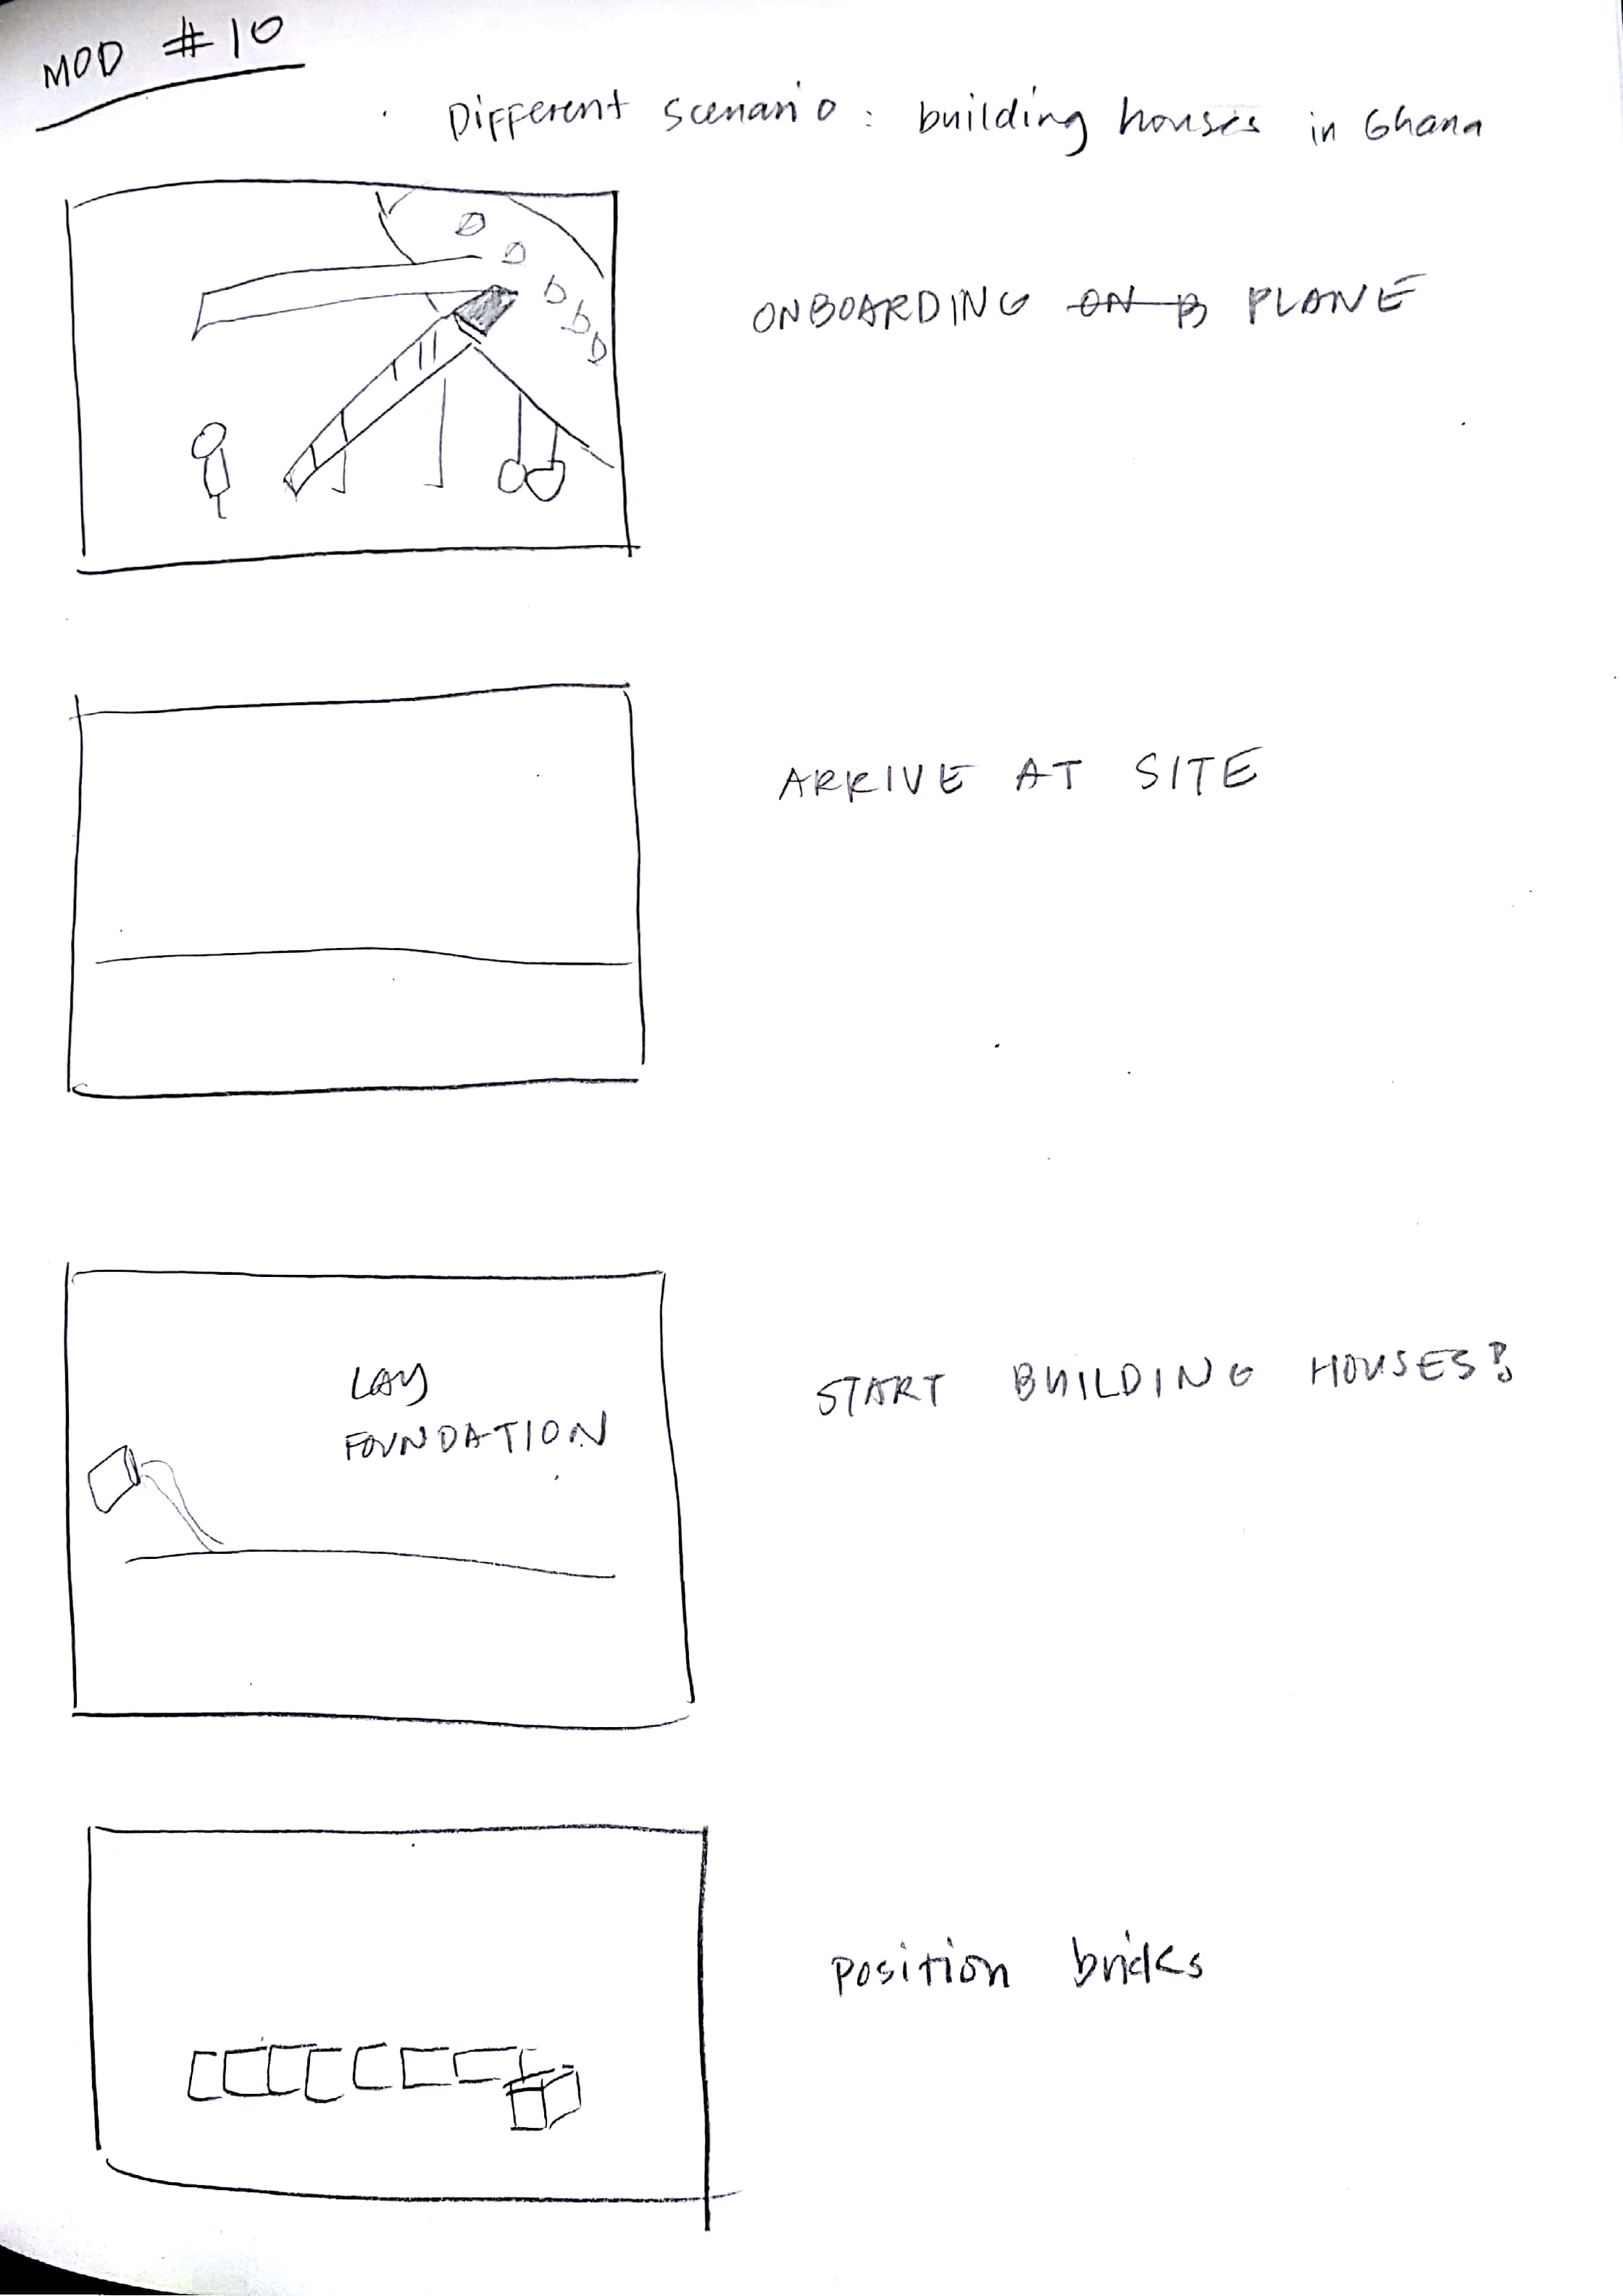 MOD #10
Different scenario: building houses in Ghana
ONBOARDING ON B PLANE
ARRIVE AT SITE
LAY
FOUNDATION
START BUILDING HOUSES!
position bricks